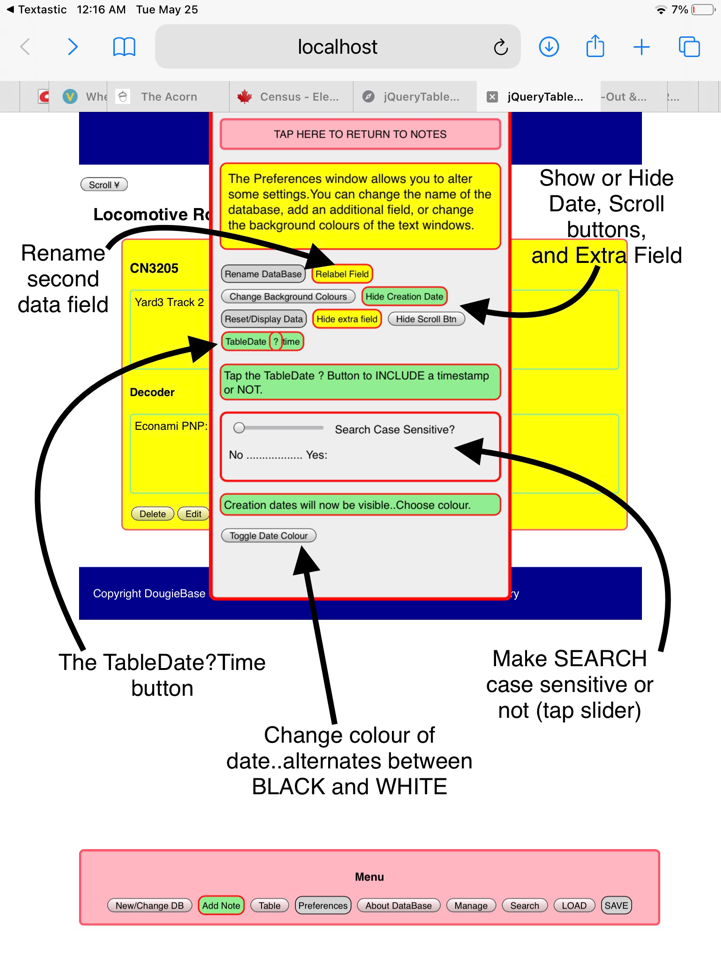 Textastic 12:16 AM Tue May 25 7%
localhost
Whe
The Acorn
Census - Ele...
jQueryTable...
jQueryTable...
-Out &...
TAP HERE TO RETURN TO NOTES
Scroll ¥
The Preferences window allows you to alter
some settings.You can change the name of the
database, add an additional field, or change
the background colours of the text windows.
Show or Hide
Date, Scroll
buttons,
and Extra Field
Locomotive Ro
Rename
second
data field
CN3205
Rename DataBase Relabel Field
Change Background Colours Hide Creation Date
Yard3 Track 2
Reset/Display Data Hide extra field Hide Scroll Btn
TableDate ? time
Tap the TableDate ? Button to INCLUDE a timestamp
or NOT.
Decoder
Econami PNP:
Search Case Sensitive?
No .................. Yes:
Creation dates will now be visible..Choose colour.
Delete Edit
Toggle Date Colour
Copyright DougieBase
ry
The TableDate?Time
button
Make SEARCH
case sensitive or
not (tap slider)
Change colour of
date..alternates between
BLACK and WHITE
Menu
New/Change DB Add Note Table Preferences About DataBase Manage Search LOAD SAVE